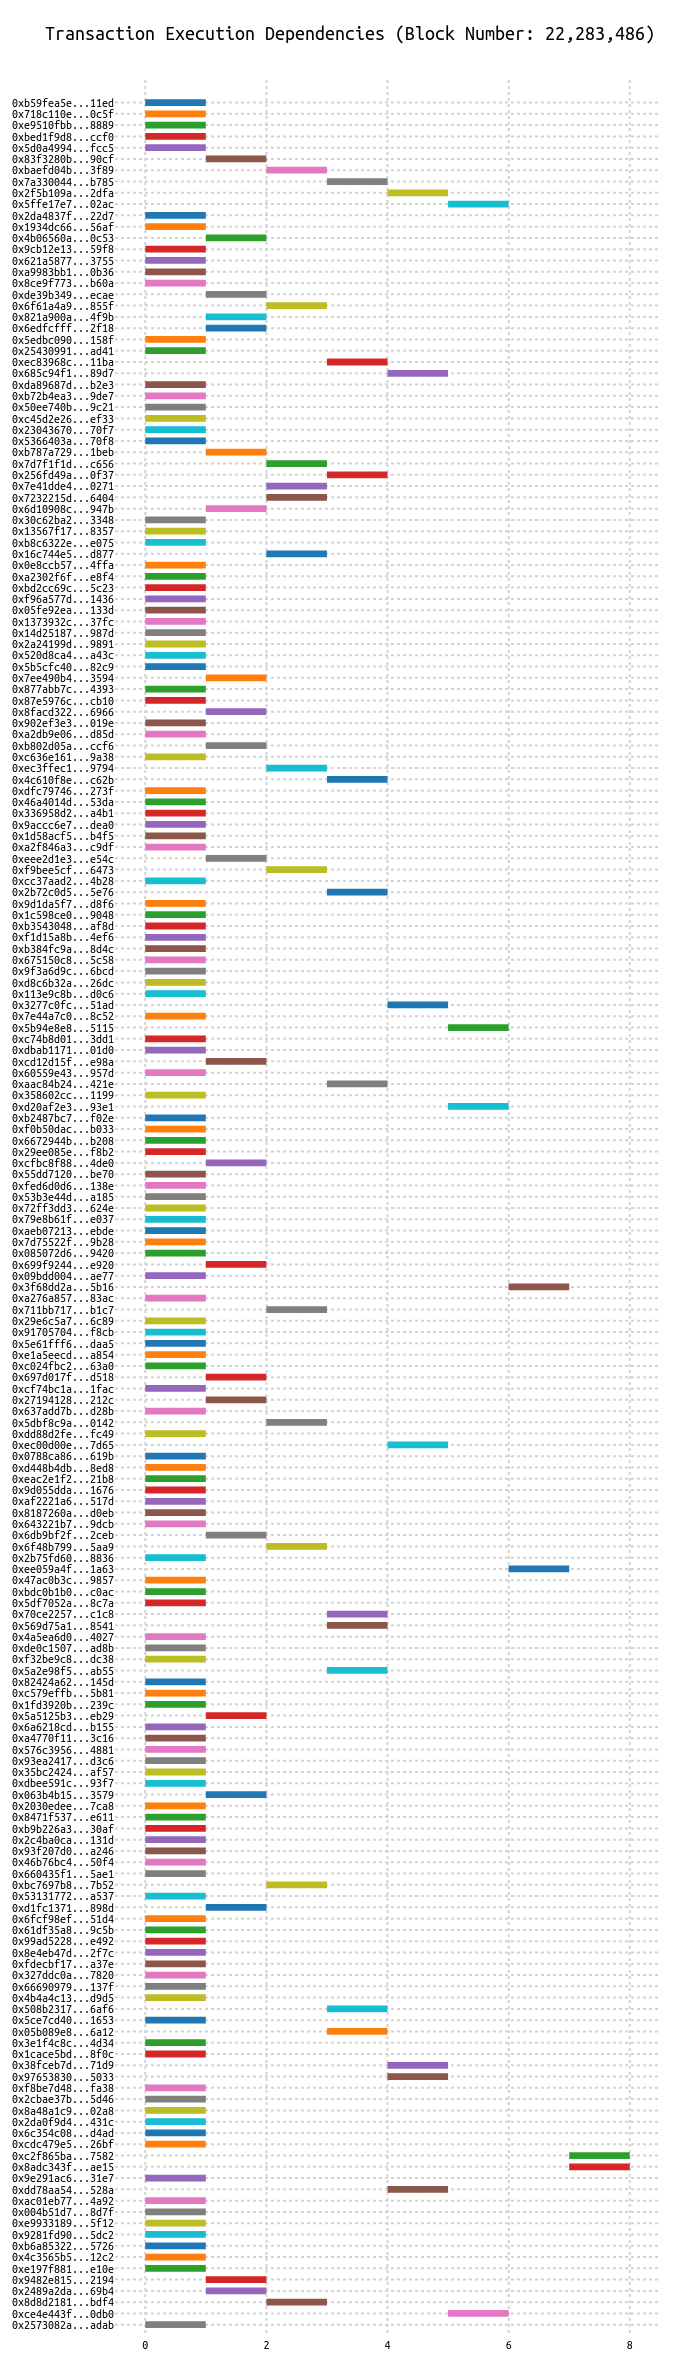 Transaction Execution Dependencies (Block Number: 22,283,486)
0xb59fea5e...11ed
0x718c110e...0c5f
0xe9510fbb...8889
0xbed1f9d8...ccf0
0x5d0a4994...fcc5
0x83f3280b...90cf
0xbaefd04b...3f89
0x7a330044...b785
0x2f5b109a...2dfa
0x5ffe17e7...02ac
0x2da4837f...22d7
0x1934dc66...56af
0x4b06560a...0c53
0x9cb12e13...59f8
0x621a5877...3755
0xa9983bb1...0b36
0x8ce9f773...b60a
0xde39b349...ecae
0x6f61a4a9...855f
0x821a900a...4f9b
0x6edfcfff...2f18
0x5edbc090...158f
0x25430991...ad41
0xec83968c...11ba
0x685c94f1...89d7
0xda89687d...b2e3
0xb72b4ea3...9de7
0x50ee740b...9c21
0xc45d2e26...ef33
0x23043670...70f7
0x5366403a...70f8
0xb787a729...1beb
0x7d7f1f1d...c656
0x256fd49a...0f37
0x7e41dde4...0271
0x7232215d...6404
0x6d10908c...947b
0x30c62ba2...3348
0x13567f17...8357
0xb8c6322e...e075
0x16c744e5...d877
0x0e8ccb57...4ffa
0xa2302f6f...e8f4
0xbd2cc69c...5c23
0xf96a577d...1436
0x05fe92ea...133d
0x1373932c...37fc
0x14d25187...987d
0x2a24199d...9891
0x520d8ca4...a43c
0x5b5cfc40...82c9
0x7ee490b4...3594
0x877abb7c...4393
0x87e5976c...cb10
0x8facd322...6966
0x902ef3e3...019e
0xa2db9e06...d85d
0xb802d05a...ccf6
0xc636e161...9a38
0xec3ffec1...9794
0x4c610f8e...c62b
0xdfc79746...273f
0x46a4014d...53da
0x336958d2...a4b1
0x9accc6e7...dea0
0x1d58acf5...b4f5
0xa2f846a3...c9df
0xeee2d1e3...e54c
0xf9bee5cf...6473
0xcc37aad2...4b28
0x2b72c0d5...5e76
0x9d1da5f7...d8f6
0x1c598ce0...9048
0xb3543048...af8d
0xf1d15a8b...4ef6
0xb384fc9a...8d4c
0x675150c8...5c58
0x9f3a6d9c...6bcd
0xd8c6b32a...26dc
0x113e9c8b...d0c6
0x3277c0fc...51ad
0x7e44a7c0...8c52
0x5b94e8e8...5115
0xc74b8d01...3dd1
0xdbab1171...01d0
0xcd12d15f...e98a
0x60559e43...957d
0xaac84b24...421e
0x358602cc...1199
0xd20af2e3...93e1
0xb2487bc7...f02e
0xf0b50dac...b033
0x6672944b...b208
0x29ee085e...f8b2
0xcfbc8f88...4de0
0x55dd7120...be70
0xfed6d0d6...138e
0x53b3e44d...a185
0x72ff3dd3...624e
0x79e8b61f...e037
0xaeb07213...ebde
0x7d75522f...9b28
0x085072d6...9420
0x699f9244...e920
0x09bdd004...ae77
0x3f68dd2a...5b16
0xa276a857...83ac
0x711bb717...b1c7
0x29e6c5a7...6c89
0x91705704...f8cb
0x5e61fff6...daa5
0xe1a5eecd...a854
0xc024fbc2...63a0
0x697d017f...d518
0xcf74bc1a...1fac
0x27194128...212c
0x637add7b...d28b
0x5dbf8c9a...0142
0xdd88d2fe...fc49
0xec00d00e...7d65
0x0788ca86...619b
0xd448b4db...8ed8
0xeac2e1f2...21b8
0x9d055dda...1676
0xaf2221a6...517d
0x8187260a...d0eb
0x643221b7...9dcb
0x6db9bf2f...2ceb
0x6f48b799...5aa9
0x2b75fd60...8836
0xee059a4f...1a63
0x47ac0b3c...9857
0xbdc0b1b0...c0ac
0x5df7052a...8c7a
0x70ce2257...c1c8
0x569d75a1...8541
0x4a5ea6d0...4027
0xde0c1507...ad8b
0xf32be9c8...dc38
0x5a2e98f5...ab55
0x82424a62...145d
0xc579effb...5b81
0x1fd3920b...239c
0x5a5125b3...eb29
0x6a6218cd...b155
0xa4770f11...3c16
0x576c3956...4881
0x93ea2417...d3c6
0x35bc2424...af57
0xdbee591c...93f7
0x063b4b15...3579
0x2030edee...7ca8
0x8471f537...e611
0xb9b226a3...30af
0x2c4ba0ca...131d
0x93f207d0...a246
0x46b76bc4...50f4
0x660435f1...5ae1
0xbc7697b8...7b52
0x53131772...a537
0xd1fc1371...898d
0x6fcf98ef...51d4
0x61df35a8...9c5b
0x99ad5228...e492
0x8e4eb47d...2f7c
0xfdecbf17...a37e
0x327ddc0a...7820
0x66690979...137f
0x4b4a4c13...d9d5
0x508b2317...6af6
0x5ce7cd40...1653
0x05b089e8...6a12
0x3e1f4c8c...4d34
0x1cace5bd...8f0c
0x38fceb7d...71d9
0x97653830...5033
0xf8be7d48...fa38
0x2cbae37b...5d46
0x8a48a1c9...02a8
0x2da0f9d4...431c
0x6c354c08...d4ad
0xcdc479e5...26bf
0xc2f865ba...7582
0x8adc343f...ae15
0x9e291ac6...31e7
0xdd78aa54...528a
0xac01eb77...4a92
0x004b51d7...8d7f
0xe9933189...5f12
0x9281fd90...5dc2
0xb6a85322...5726
0x4c3565b5...12c2
0xe197f881...e10e
0x9482e815...2194
0x2489a2da...69b4
0x8d8d2181...bdf4
0xce4e443f...0db0
0x2573082a...adab
0 2 4 6 8